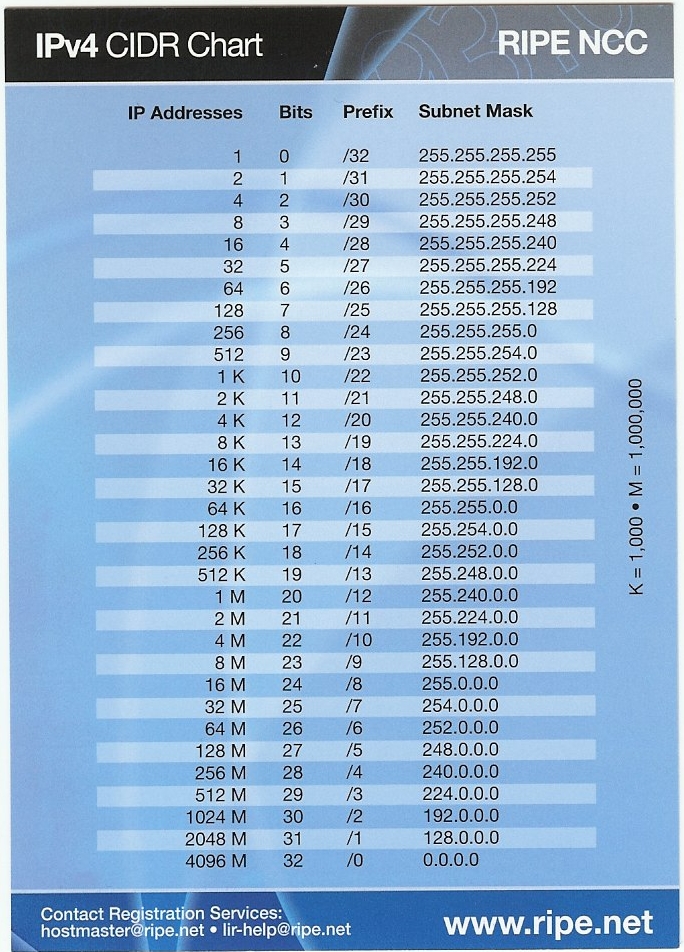 IPv4 CIDR Chart RIPE NCC
IP Addresses Bits Prefix Subnet Mask
1 0 /32 255.255.255.255
2 1 /31 255.255.255.254
4 2 /30 255.255.255.252
8 3 /29 255.255.255.248
16 4 /28 255.255.255.240
32 5 /27 255.255.255.224
64 6 /26 255.255.255.192
128 7 /25 255.255.255.128
256 8 /24 255.255.255.0
512 9 /23 255.255.254.0
1 K 10 /22 255.255.252.0
2 K 11 /21 255.255.248.0
4 K 12 /20 255.255.240.0
8 K 13 /19 255.255.224.0
16 K 14 /18 255.255.192.0
32 K 15 /17 255.255.128.0
64 K 16 /16 255.255.0.0
128 K 17 /15 255.254.0.0
256 K 18 /14 255.252.0.0
512 K 19 /13 255.248.0.0
1 M 20 /12 255.240.0.0
2 M 21 /11 255.224.0.0
4 M 22 /10 255.192.0.0
8 M 23 /9 255.128.0.0
16 M 24 /8 255.0.0.0
32 M 25 /7 254.0.0.0
64 M 26 /6 252.0.0.0
128 M 27 /5 248.0.0.0
256 M 28 /4 240.0.0.0
512 M 29 /3 224.0.0.0
1024 M 30 /2 192.0.0.0
2048 M 31 /1 128.0.0.0
4096 M 32 /0 0.0.0.0
K = 1,000 • M = 1,000,000
Contact Registration Services:
hostmaster@ripe.net • lir-help@ripe.net
www.ripe.net